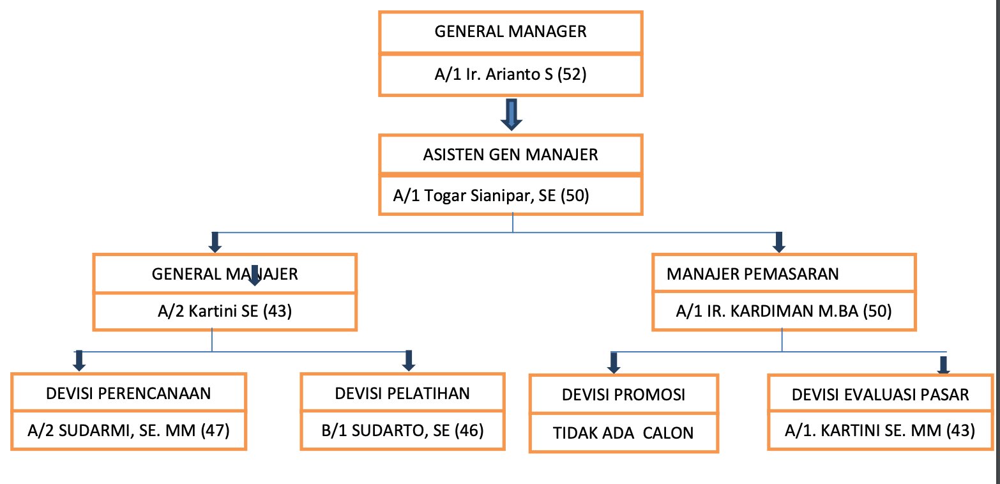 GENERAL MANAGER
A/1 Ir. Arianto S (52)
ASISTEN GEN MANAJER
A/1 Togar Sianipar, SE (50)
GENERAL MANAJER
A/2 Kartini SE (43)
MANAJER PEMASARAN
A/1 IR. KARDIMAN M.BA (50)
DEVISI PERENCANAAN
A/2 SUDARMI, SE. MM (47)
DEVISI PELATIHAN
B/1 SUDARTO, SE (46)
DEVISI PROMOSI
TIDAK ADA CALON
DEVISI EVALUASI PASAR
A/1. KARTINI SE. MM (43)